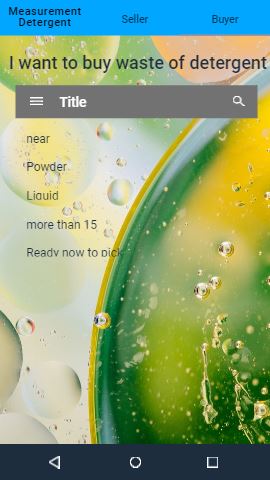 Measurement
Detergent
Seller
Buyer
I want to buy waste of detergent
Title
near
Powder
Liquid
more than 15
Ready now to pick